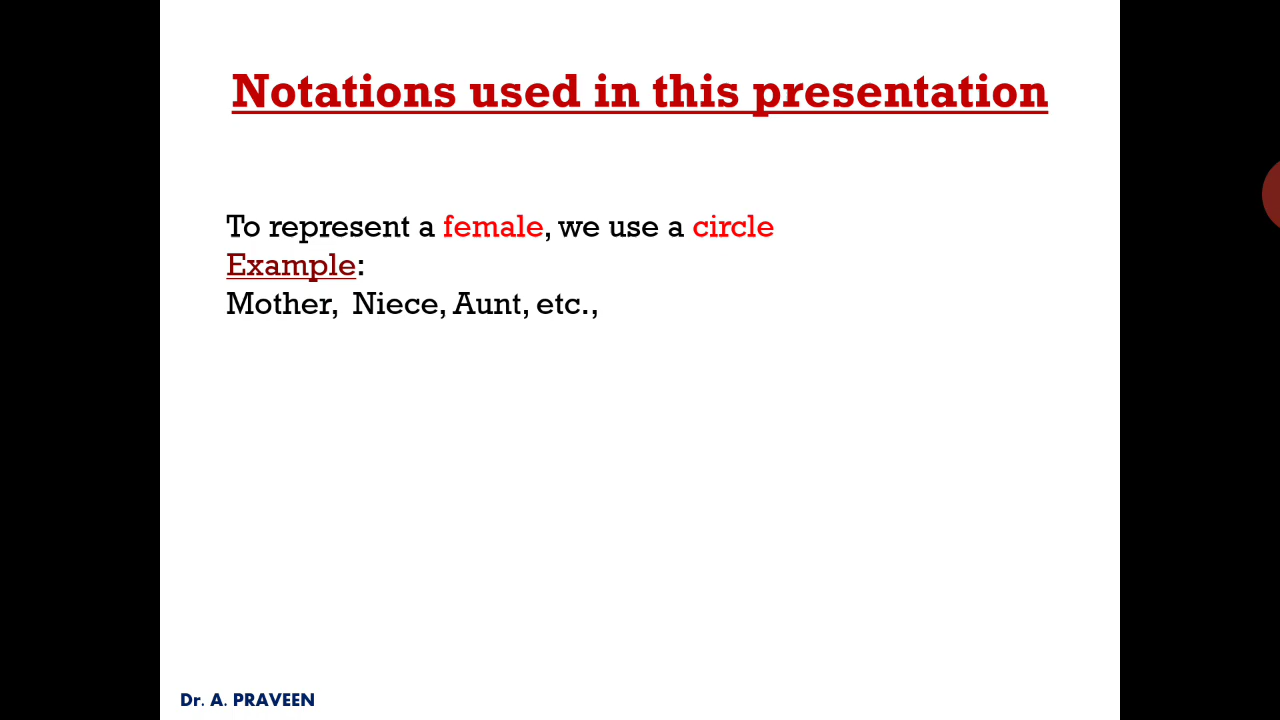 Notations used in this presentation
To represent a female, we use a circle
Example:
Mother,  Niece, Aunt, etc.,
Dr. A. PRAVEEN